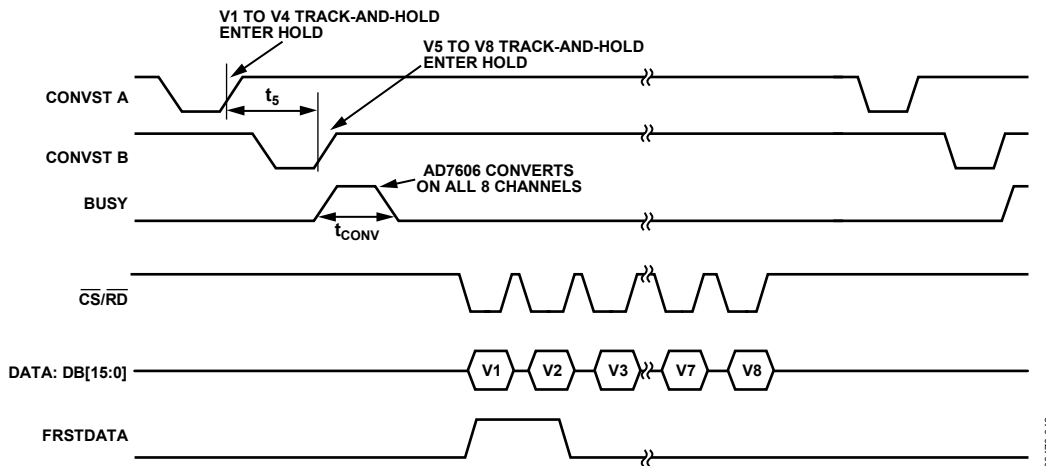 V1 TO V4 TRACK-AND-HOLD
ENTER HOLD
V5 TO V8 TRACK-AND-HOLD
ENTER HOLD
CONVST A
t5
CONVST B
AD7606 CONVERTS
ON ALL 8 CHANNELS
BUSY
tCONV
CS/RD
DATA: DB[15:0]
V1
V2
V3
V7
V8
FRSTDATA